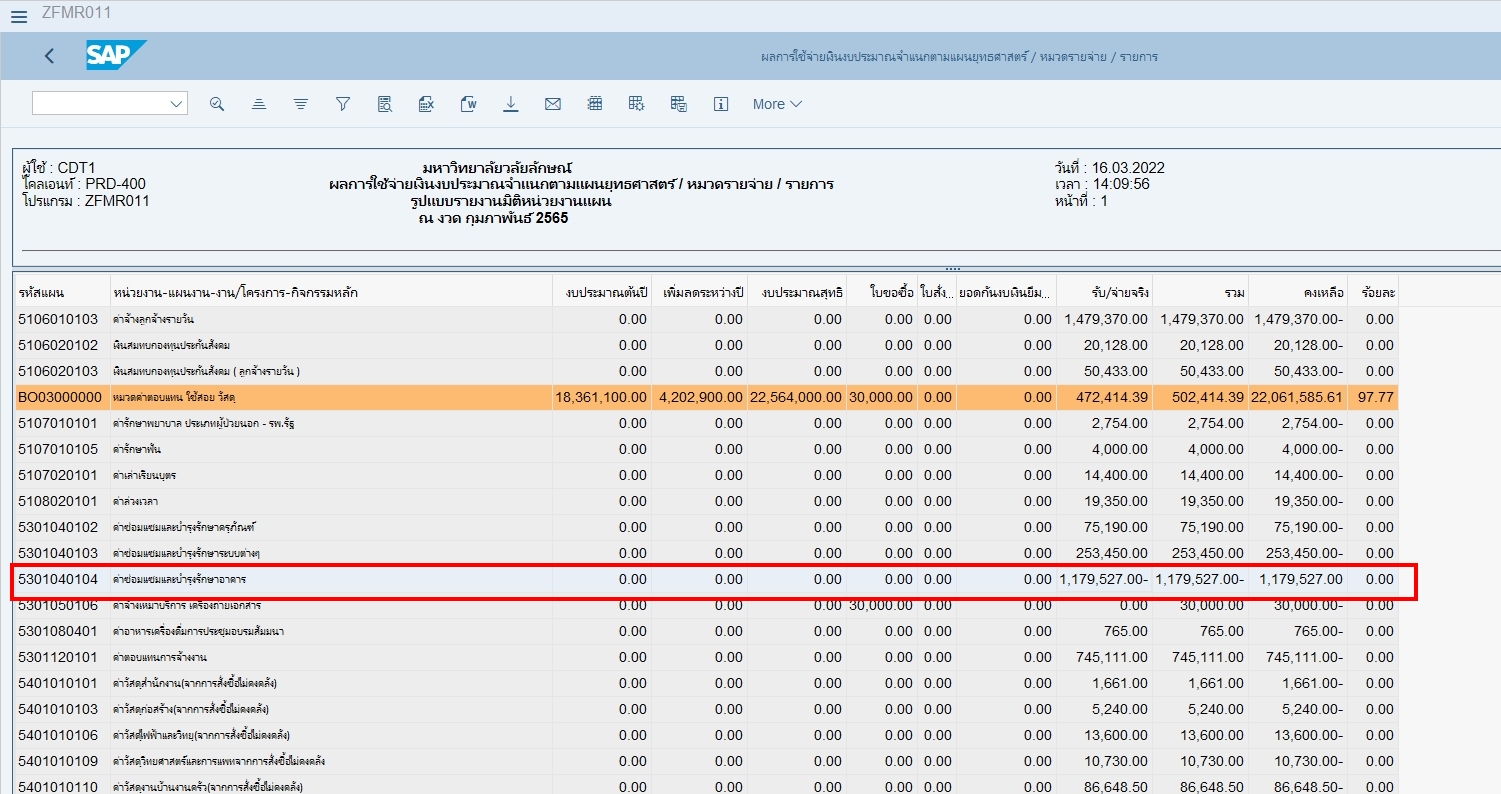 ZFMR011
SAP
ผลการใช้จ่ายเงินงบประมาณจำแนกตามแผนยุทธศาสตร์ / หมวดรายจ่าย / รายการ
More
ผู้ใช้ : CDT1 มหาวิทยาลัยวลัยลักษณ์ วันที่ : 16.03.2022
ไคลเอนท์ : PRD-400 ผลการใช้จ่ายเงินงบประมาณจำแนกตามแผนยุทธศาสตร์ / หมวดรายจ่าย / รายการ เวลา : 14:09:56
โปรแกรม : ZFMR011 รูปแบบรายงานมิติหน่วยงานแผน หน้าที่ : 1
ณ งวด กุมภาพันธ์ 2565
รหัสแผน หน่วยงาน-แผนงาน-งาน/โครงการ-กิจกรรมหลัก งบประมาณต้นปี เพิ่มลดระหว่างปี งบประมาณสุทธิ ใบขอซื้อ ใบสั่ง... ยอดกันงบเงินยืม... รับ/จ่ายจริง รวม คงเหลือ ร้อยละ
5106010103 ค่าจ้างลูกจ้างรายวัน 0.00 0.00 0.00 0.00 0.00 0.00 1,479,370.00 1,479,370.00 1,479,370.00- 0.00
5106020102 เงินสมทบกองทุนประกันสังคม 0.00 0.00 0.00 0.00 0.00 0.00 20,128.00 20,128.00 20,128.00- 0.00
5106020103 เงินสมทบกองทุนประกันสังคม ( ลูกจ้างรายวัน ) 0.00 0.00 0.00 0.00 0.00 0.00 50,433.00 50,433.00 50,433.00- 0.00
BO03000000 หมวดค่าตอบแทน ใช้สอย วัสดุ 18,361,100.00 4,202,900.00 22,564,000.00 30,000.00 0.00 0.00 472,414.39 502,414.39 22,061,585.61 97.77
5107010101 ค่ารักษาพยาบาล ประเภทผู้ป่วยนอก - รพ.รัฐ 0.00 0.00 0.00 0.00 0.00 0.00 2,754.00 2,754.00 2,754.00- 0.00
5107010105 ค่ารักษาฟัน 0.00 0.00 0.00 0.00 0.00 0.00 4,000.00 4,000.00 4,000.00- 0.00
5107020101 ค่าเล่าเรียนบุตร 0.00 0.00 0.00 0.00 0.00 0.00 14,400.00 14,400.00 14,400.00- 0.00
5108020101 ค่าล่วงเวลา 0.00 0.00 0.00 0.00 0.00 0.00 19,350.00 19,350.00 19,350.00- 0.00
5301040102 ค่าซ่อมแซมและบำรุงรักษาครุภัณฑ์ 0.00 0.00 0.00 0.00 0.00 0.00 75,190.00 75,190.00 75,190.00- 0.00
5301040103 ค่าซ่อมแซมและบำรุงรักษาระบบต่างๆ 0.00 0.00 0.00 0.00 0.00 0.00 253,450.00 253,450.00 253,450.00- 0.00
5301040104 ค่าซ่อมแซมและบำรุงรักษาอาคาร 0.00 0.00 0.00 0.00 0.00 0.00 1,179,527.00- 1,179,527.00- 1,179,527.00 0.00
5301050106 ค่าจ้างเหมาบริการ เครื่องถ่ายเอกสาร 0.00 0.00 0.00 30,000.00 0.00 0.00 0.00 30,000.00 30,000.00- 0.00
5301080401 ค่าอาหารเครื่องดื่มการประชุมอบรมสัมมนา 0.00 0.00 0.00 0.00 0.00 0.00 765.00 765.00 765.00- 0.00
5301120101 ค่าตอบแทนการจ้างงาน 0.00 0.00 0.00 0.00 0.00 0.00 745,111.00 745,111.00 745,111.00- 0.00
5401010101 ค่าวัสดุสำนักงาน(จากการสั่งซื้อไม่ลงคลัง) 0.00 0.00 0.00 0.00 0.00 0.00 1,661.00 1,661.00 1,661.00- 0.00
5401010103 ค่าวัสดุก่อสร้าง(จากการสั่งซื้อไม่ลงคลัง) 0.00 0.00 0.00 0.00 0.00 0.00 5,240.00 5,240.00 5,240.00- 0.00
5401010106 ค่าวัสดุไฟฟ้าและวิทยุ(จากการสั่งซื้อไม่ลงคลัง) 0.00 0.00 0.00 0.00 0.00 0.00 13,600.00 13,600.00 13,600.00- 0.00
5401010109 ค่าวัสดุวิทยาศาสตร์และการแพทจากการสั่งซื้อไม่ลงคลัง 0.00 0.00 0.00 0.00 0.00 0.00 10,730.00 10,730.00 10,730.00- 0.00
5401010110 ค่าวัสดุงานบ้านงานครัว(จากการสั่งซื้อไม่ลงคลัง) 0.00 0.00 0.00 0.00 0.00 0.00 86,648.50 86,648.50 86,648.50- 0.00